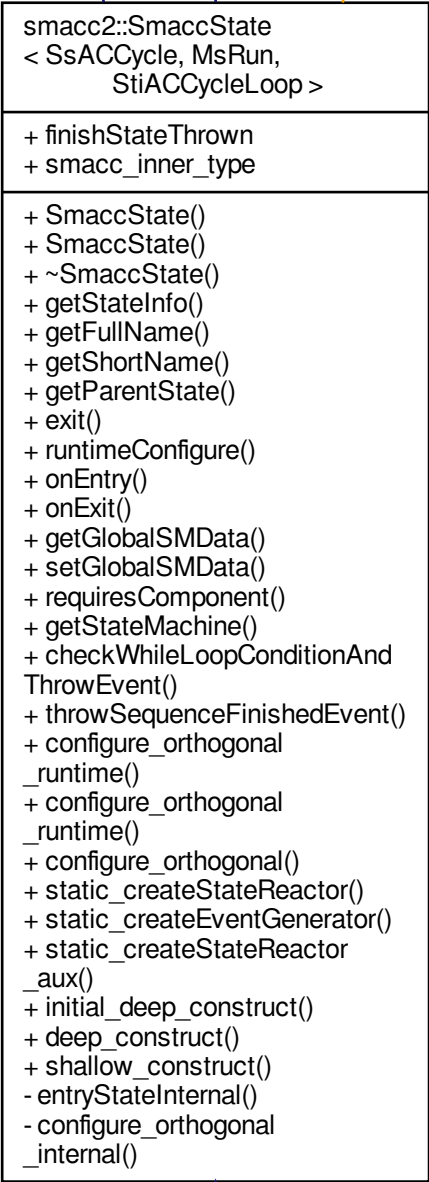 smacc2::SmaccState
< SsACCycle, MsRun,
StiACCycleLoop >
+ finishStateThrown
+ smacc_inner_type
+ SmaccState()
+ SmaccState()
+ ~SmaccState()
+ getStateInfo()
+ getFullName()
+ getShortName()
+ getParentState()
+ exit()
+ runtimeConfigure()
+ onEntry()
+ onExit()
+ getGlobalSMData()
+ setGlobalSMData()
+ requiresComponent()
+ getStateMachine()
+ checkWhileLoopConditionAnd
ThrowEvent()
+ throwSequenceFinishedEvent()
+ configure_orthogonal
_runtime()
+ configure_orthogonal
_runtime()
+ configure_orthogonal()
+ static_createStateReactor()
+ static_createEventGenerator()
+ static_createStateReactor
_aux()
+ initial_deep_construct()
+ deep_construct()
+ shallow_construct()
- entryStateInternal()
- configure_orthogonal
_internal()